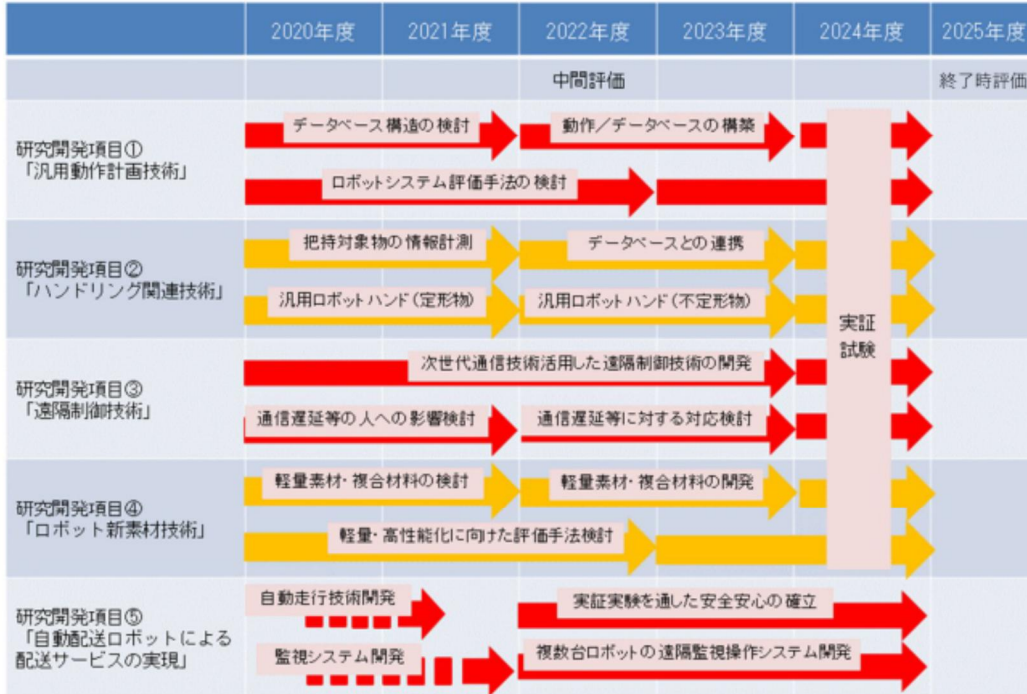 2020年度 2021年度 2022年度 2023年度 2024年度 2025年度
中間評価 終了時評価
研究開発項目①
「汎用動作計画技術」
データベース構造の検討 動作／データベースの構築
ロボットシステム評価手法の検討
研究開発項目②
「ハンドリング関連技術」
把持対象物の情報計測 データベースとの連携
汎用ロボットハンド(定形物) 汎用ロボットハンド(不定形物)
実証
試験
研究開発項目③
「遠隔制御技術」
次世代通信技術活用した遠隔制御技術の開発
通信遅延等の人への影響検討 通信遅延等に対する対応検討
研究開発項目④
「ロボット新素材技術」
軽量素材・複合材料の検討 軽量素材・複合材料の開発
軽量・高性能化に向けた評価手法検討
研究開発項目⑤
「自動配送ロボットによる
配送サービスの実現」
自動走行技術開発 実証実験を通した安全安心の確立
監視システム開発 複数台ロボットの遠隔監視操作システム開発